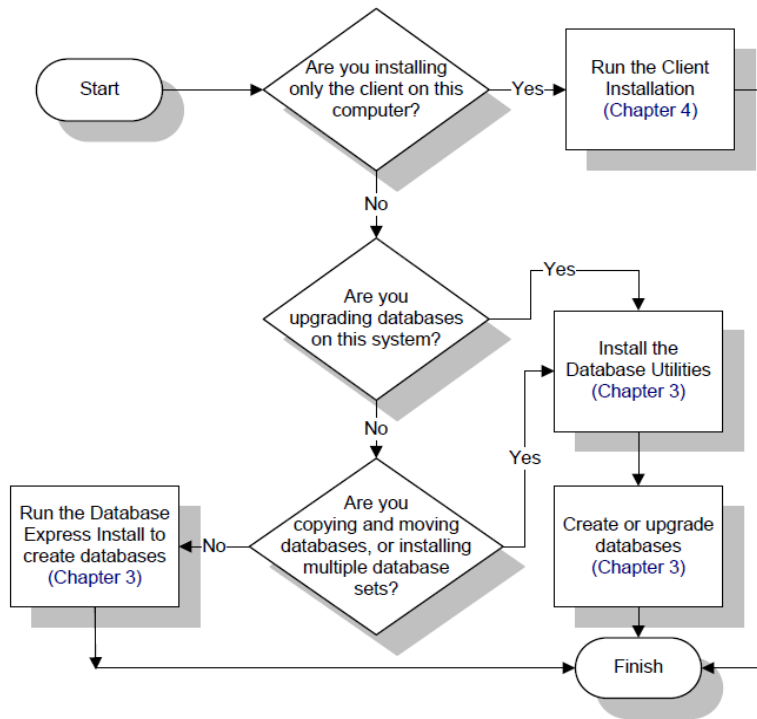 Start
Are you installing
only the client on this
computer?
Yes
Run the Client
Installation
(Chapter 4)
No
Are you
upgrading databases
on this system?
Yes
Install the
Database Utilities
(Chapter 3)
No
Yes
Are you
copying and moving
databases, or installing
multiple database
sets?
No
Run the Database
Express Install to
create databases
(Chapter 3)
Create or upgrade
databases
(Chapter 3)
Finish